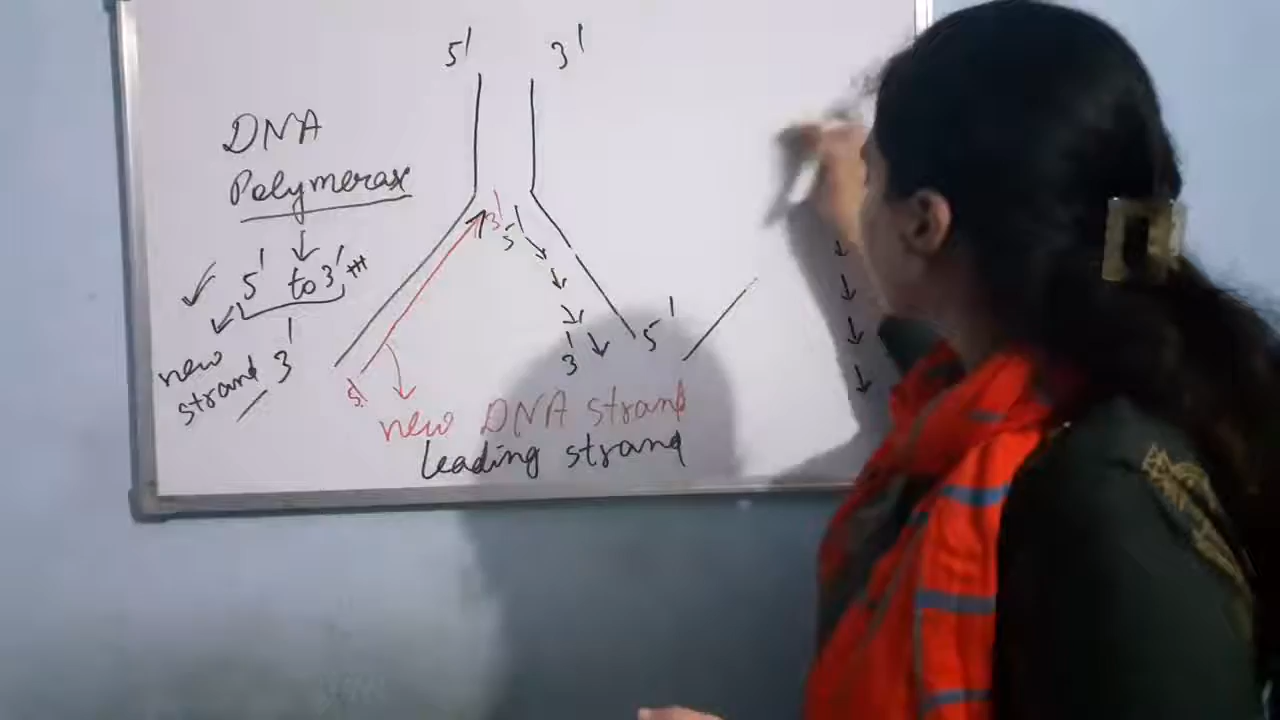 5' 3'
DNA
Polymerase
3'
5'
5' to 3'
new
strand 3'
5'
3'
5'
new DNA strand
leading strand